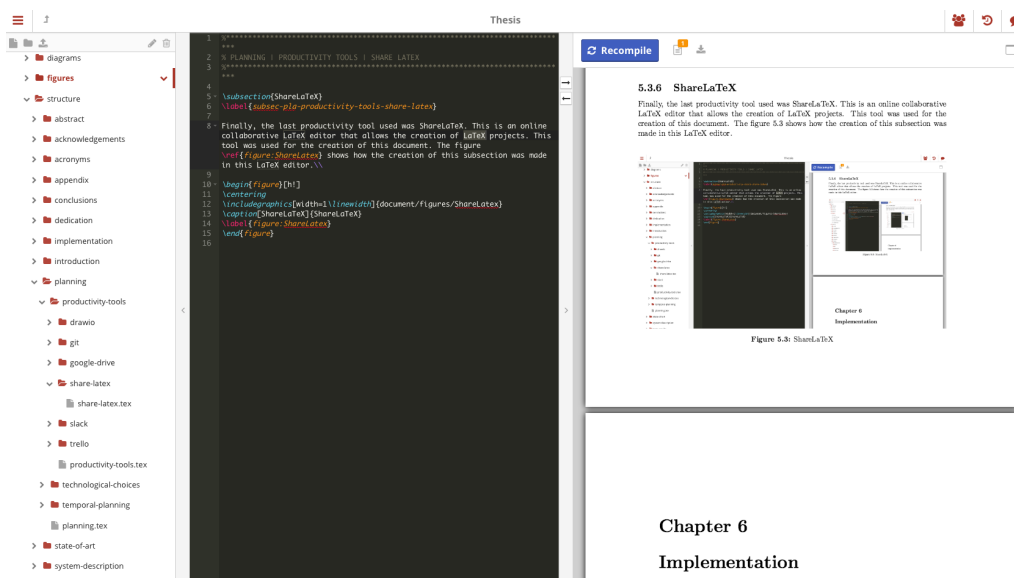 Thesis
diagrams
figures
structure
abstract
acknowledgements
acronyms
appendix
conclusions
dedication
implementation
introduction
planning
productivity-tools
drawio
git
google-drive
share-latex
share-latex.tex
slack
trello
productivity-tools.tex
technological-choices
temporal-planning
planning.tex
state-of-art
system-description
1
***
2 % PLANNING | PRODUCTIVITY TOOLS | SHARE LATEX
3
***
4
5 \subsection{ShareLaTeX}
6 \label{subsec-pla-productivity-tools-share-latex}
7
8 Finally, the last productivity tool used was ShareLaTeX. This is an online
collaborative LaTeX editor that allows the creation of LaTeX projects. This
tool was used for the creation of this document. The figure
\ref{figure:ShareLatex} shows how the creation of this subsection was made
in this LaTeX editor.\\
9
10 \begin{figure}[h!]
11 \centering
12 \includegraphics[width=1\linewidth]{document/figures/ShareLatex}
13 \caption[ShareLaTeX]{ShareLaTeX}
14 \label{figure:ShareLatex}
15 \end{figure}
16
Recompile
1
5.3.6 ShareLaTeX
Finally, the last productivity tool used was ShareLaTeX. This is an online collaborative
LaTeX editor that allows the creation of LaTeX projects. This tool was used for the
creation of this document. The figure 5.3 shows how the creation of this subsection was
made in this LaTeX editor.
Chapter 6
Implementation
Figure 5.3: ShareLaTeX
Chapter 6
Implementation